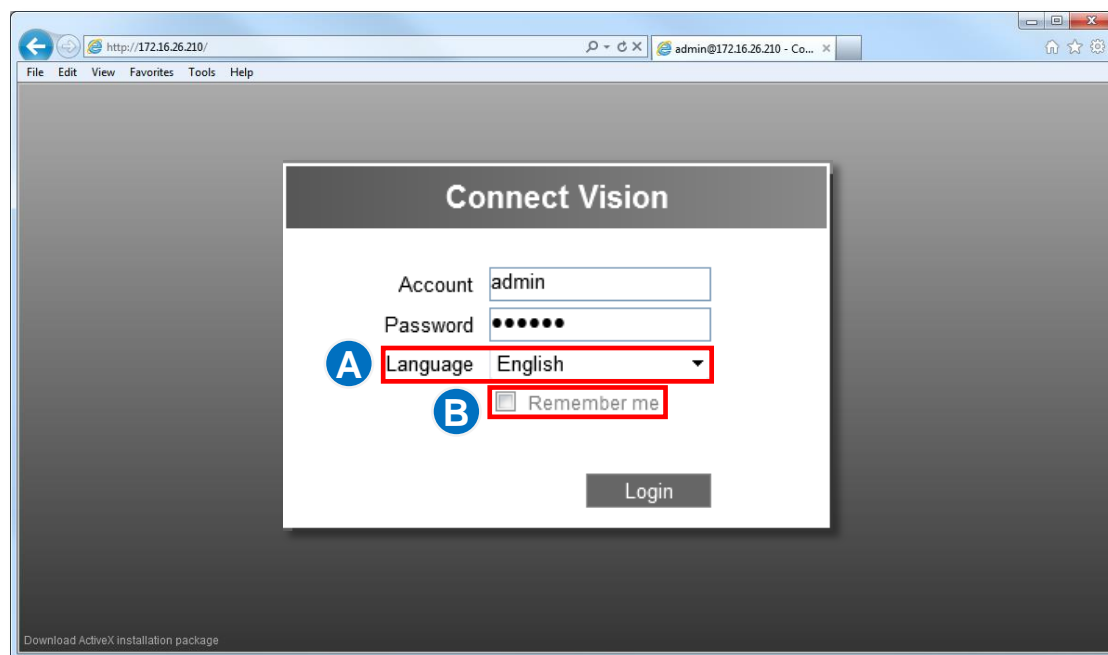 http://172.16.26.210/
admin@172.16.26.210 - Co...
File Edit View Favorites Tools Help
Connect Vision
Account admin
Password ●●●●●●
A Language English
B Remember me
Login
Download ActiveX installation package